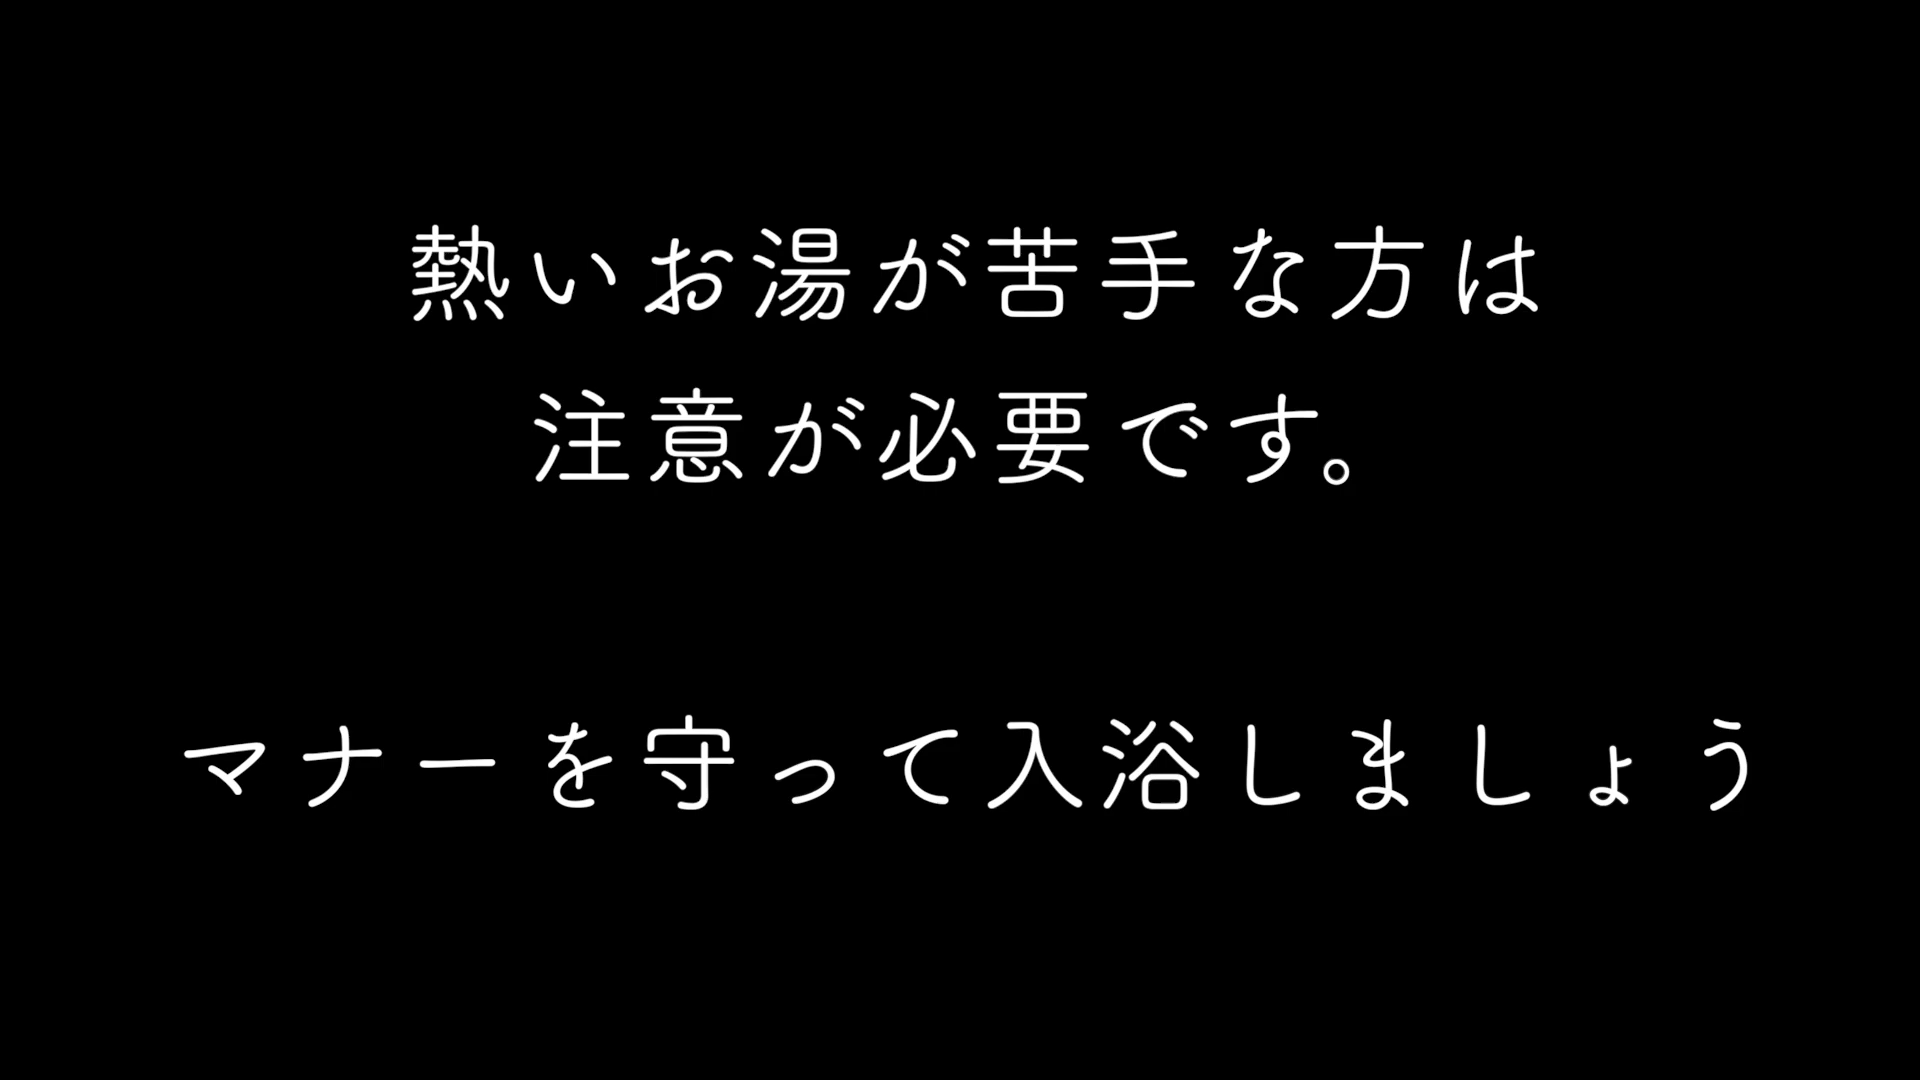 熱いお湯が苦手な方は
注意が必要です。
マナーを守って入浴しましょう